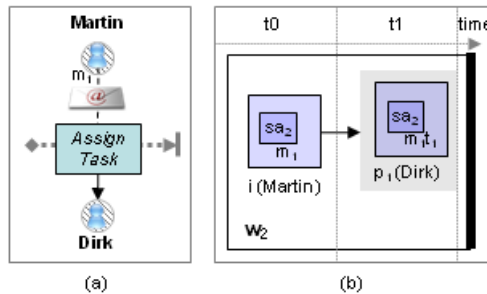 Martin
m1
@
Assign
Task
Dirk
(a)
t0 t1 time
sa2
m1
i (Martin)
sa2
m1t1
p1(Dirk)
w2
(b)